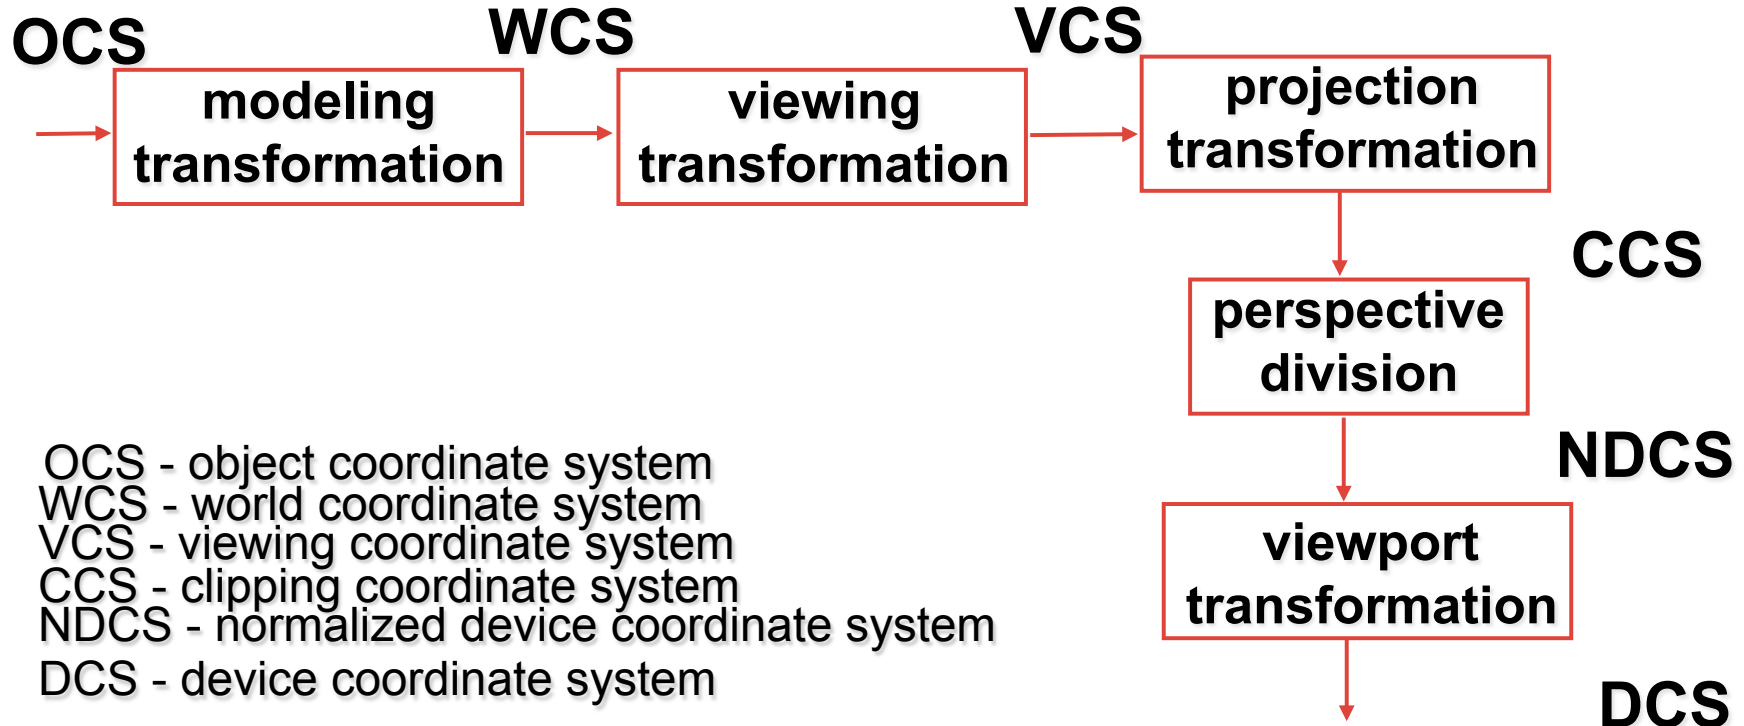 OCS
WCS
VCS
modeling
transformation
viewing
transformation
projection
transformation
CCS
perspective
division
NDCS
viewport
transformation
DCS
OCS - object coordinate system
WCS - world coordinate system
VCS - viewing coordinate system
CCS - clipping coordinate system
NDCS - normalized device coordinate system
DCS - device coordinate system